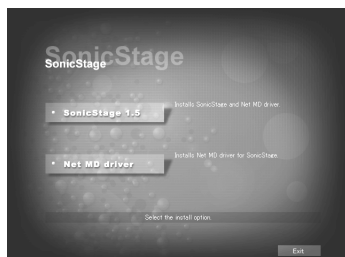 SonicStage
SonicStage
SonicStage 1.5
Installs SonicStage and Net MD driver.
Net MD driver
Installs Net MD driver for SonicStage.
Select the install option.
Exit